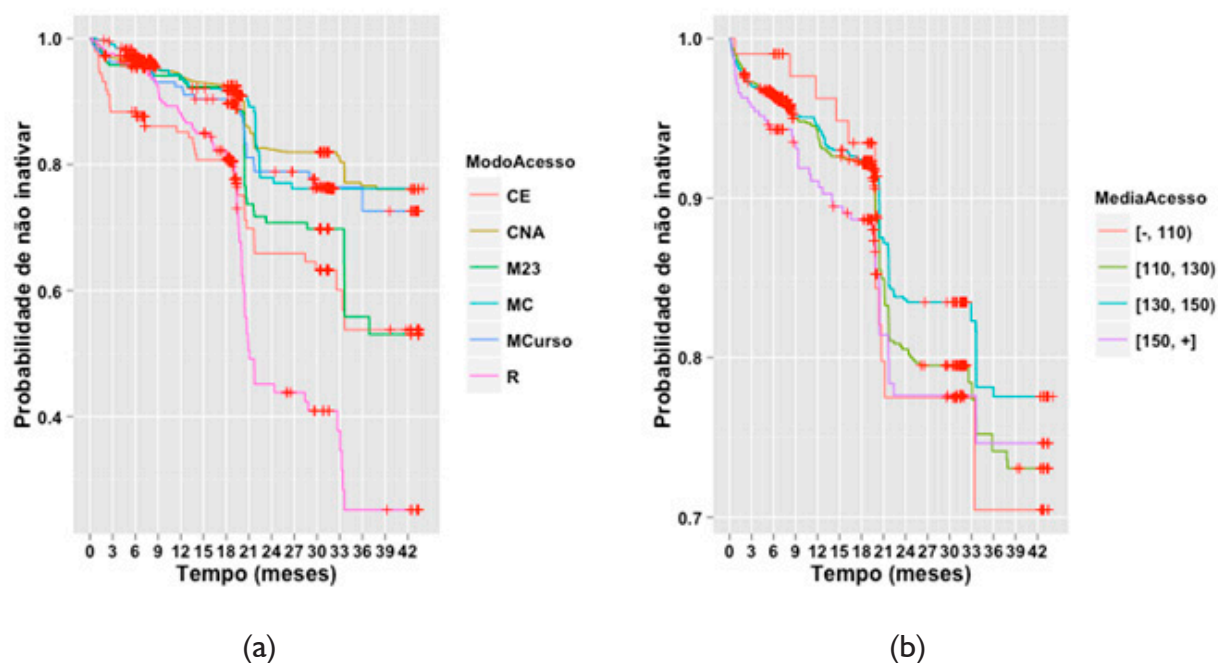 1.0
0.8
0.6
0.4
Probabilidade de não inativar
0 3 6 9 12 15 18 21 24 27 30 33 36 39 42
Tempo (meses)
ModoAcesso
CE
CNA
M23
MC
MCurso
R
(a)
1.0
0.9
0.8
0.7
Probabilidade de não inativar
0 3 6 9 12 15 18 21 24 27 30 33 36 39 42
Tempo (meses)
MediaAcesso
[-, 110)
[110, 130)
[130, 150)
[150, +]
(b)